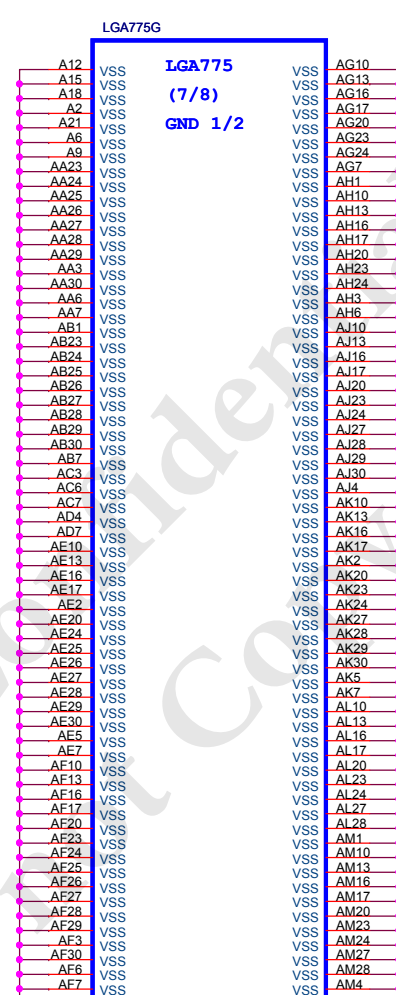 LGA775G
LGA775
(7/8)
GND 1/2
A12 VSS VSS AG10
A15 VSS VSS AG13
A18 VSS VSS AG16
A2 VSS VSS AG17
A21 VSS VSS AG20
A6 VSS VSS AG23
A9 VSS VSS AG24
AA23 VSS VSS AG7
AA24 VSS VSS AH1
AA25 VSS VSS AH10
AA26 VSS VSS AH13
AA27 VSS VSS AH16
AA28 VSS VSS AH17
AA29 VSS VSS AH20
AA3 VSS VSS AH23
AA30 VSS VSS AH24
AA6 VSS VSS AH3
AA7 VSS VSS AH6
AB1 VSS VSS AJ10
AB23 VSS VSS AJ13
AB24 VSS VSS AJ16
AB25 VSS VSS AJ17
AB26 VSS VSS AJ20
AB27 VSS VSS AJ23
AB28 VSS VSS AJ24
AB29 VSS VSS AJ27
AB30 VSS VSS AJ28
AB7 VSS VSS AJ29
AC3 VSS VSS AJ30
AC6 VSS VSS AJ4
AC7 VSS VSS AK10
AD4 VSS VSS AK13
AD7 VSS VSS AK16
AE10 VSS VSS AK17
AE13 VSS VSS AK2
AE16 VSS VSS AK20
AE17 VSS VSS AK23
AE2 VSS VSS AK24
AE20 VSS VSS AK27
AE24 VSS VSS AK28
AE25 VSS VSS AK29
AE26 VSS VSS AK30
AE27 VSS VSS AK5
AE28 VSS VSS AK7
AE29 VSS VSS AL10
AE30 VSS VSS AL13
AE5 VSS VSS AL16
AE7 VSS VSS AL17
AF10 VSS VSS AL20
AF13 VSS VSS AL23
AF16 VSS VSS AL24
AF17 VSS VSS AL27
AF20 VSS VSS AL28
AF23 VSS VSS AM1
AF24 VSS VSS AM10
AF25 VSS VSS AM13
AF26 VSS VSS AM16
AF27 VSS VSS AM17
AF28 VSS VSS AM20
AF29 VSS VSS AM23
AF3 VSS VSS AM24
AF30 VSS VSS AM27
AF6 VSS VSS AM28
AF7 VSS VSS AM4